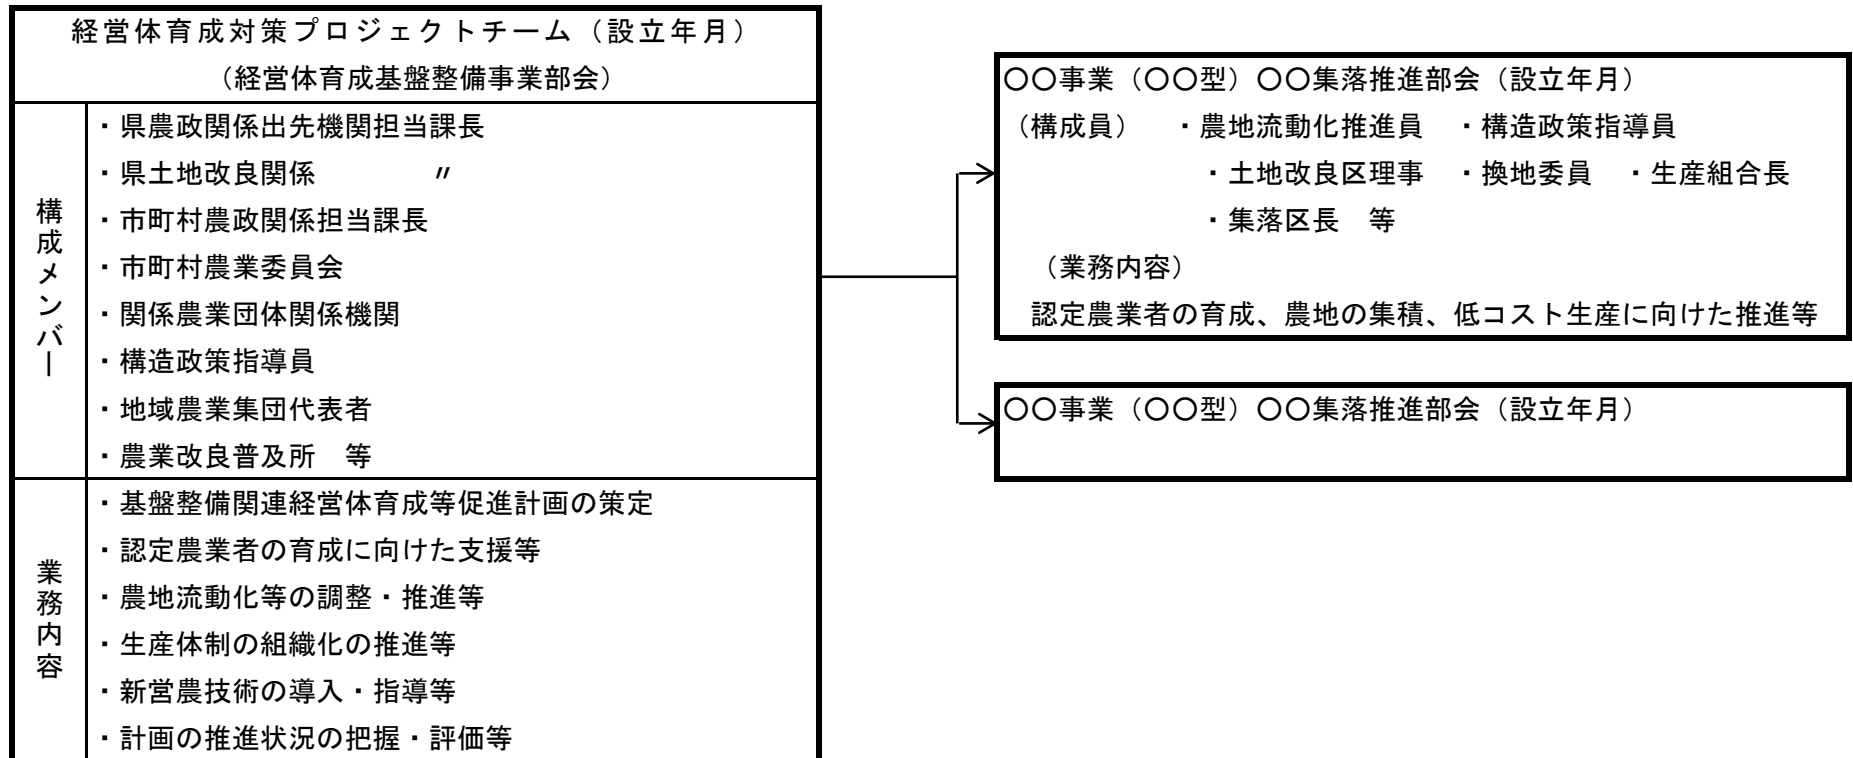 経営体育成対策プロジェクトチーム（設立年月）
（経営体育成基盤整備事業部会）
構成メンバー
・県農政関係出先機関担当課長
・県土地改良関係　　　　〃
・市町村農政関係担当課長
・市町村農業委員会
・関係農業団体関係機関
・構造政策指導員
・地域農業集団代表者
・農業改良普及所　等
業務内容
・基盤整備関連経営体育成等促進計画の策定
・認定農業者の育成に向けた支援等
・農地流動化等の調整・推進等
・生産体制の組織化の推進等
・新営農技術の導入・指導等
・計画の推進状況の把握・評価等
〇〇事業（〇〇型）〇〇集落推進部会（設立年月）
（構成員）　・農地流動化推進員　・構造政策指導員
・土地改良区理事　・換地委員　・生産組合長
・集落区長　等
（業務内容）
認定農業者の育成、農地の集積、低コスト生産に向けた推進等
〇〇事業（〇〇型）〇〇集落推進部会（設立年月）